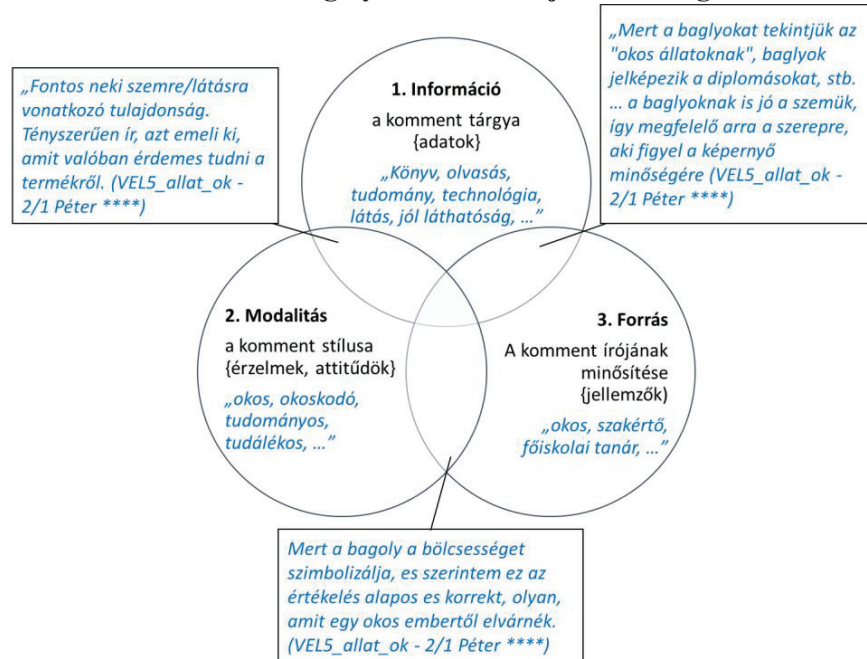 „Fontos neki szemre/látásra
vonatkozó tulajdonság.
Tényszerűen ír, azt emeli ki,
amit valóban érdemes tudni a
termékről. (VEL5_allat_ok -
2/1 Péter ****)
1. Információ
a komment tárgya
{adatok}
„Könyv, olvasás,
tudomány, technológia,
látás, jól láthatóság, …”
„Mert a baglyokat tekintjük az
"okos állatoknak", baglyok
jelképezik a diplomásokat, stb.
… a baglyoknak is jó a szemük,
így megfelelő arra a szerepre,
aki figyel a képernyő
minőségére (VEL5_allat_ok -
2/1 Péter ****)
2. Modalitás
a komment stílusa
{érzelmek, attitűdök}
„okos, okoskodó,
tudományos,
tudálékos, …”
3. Forrás
A komment írójának
minősítése
{jellemzők)
„okos, szakértő,
főiskolai tanár, …”
Mert a bagoly a bölcsességet
szimbolizálja, es szerintem ez az
értékelés alapos es korrekt, olyan,
amit egy okos embertől elvárnék.
(VEL5_allat_ok - 2/1 Péter ****)